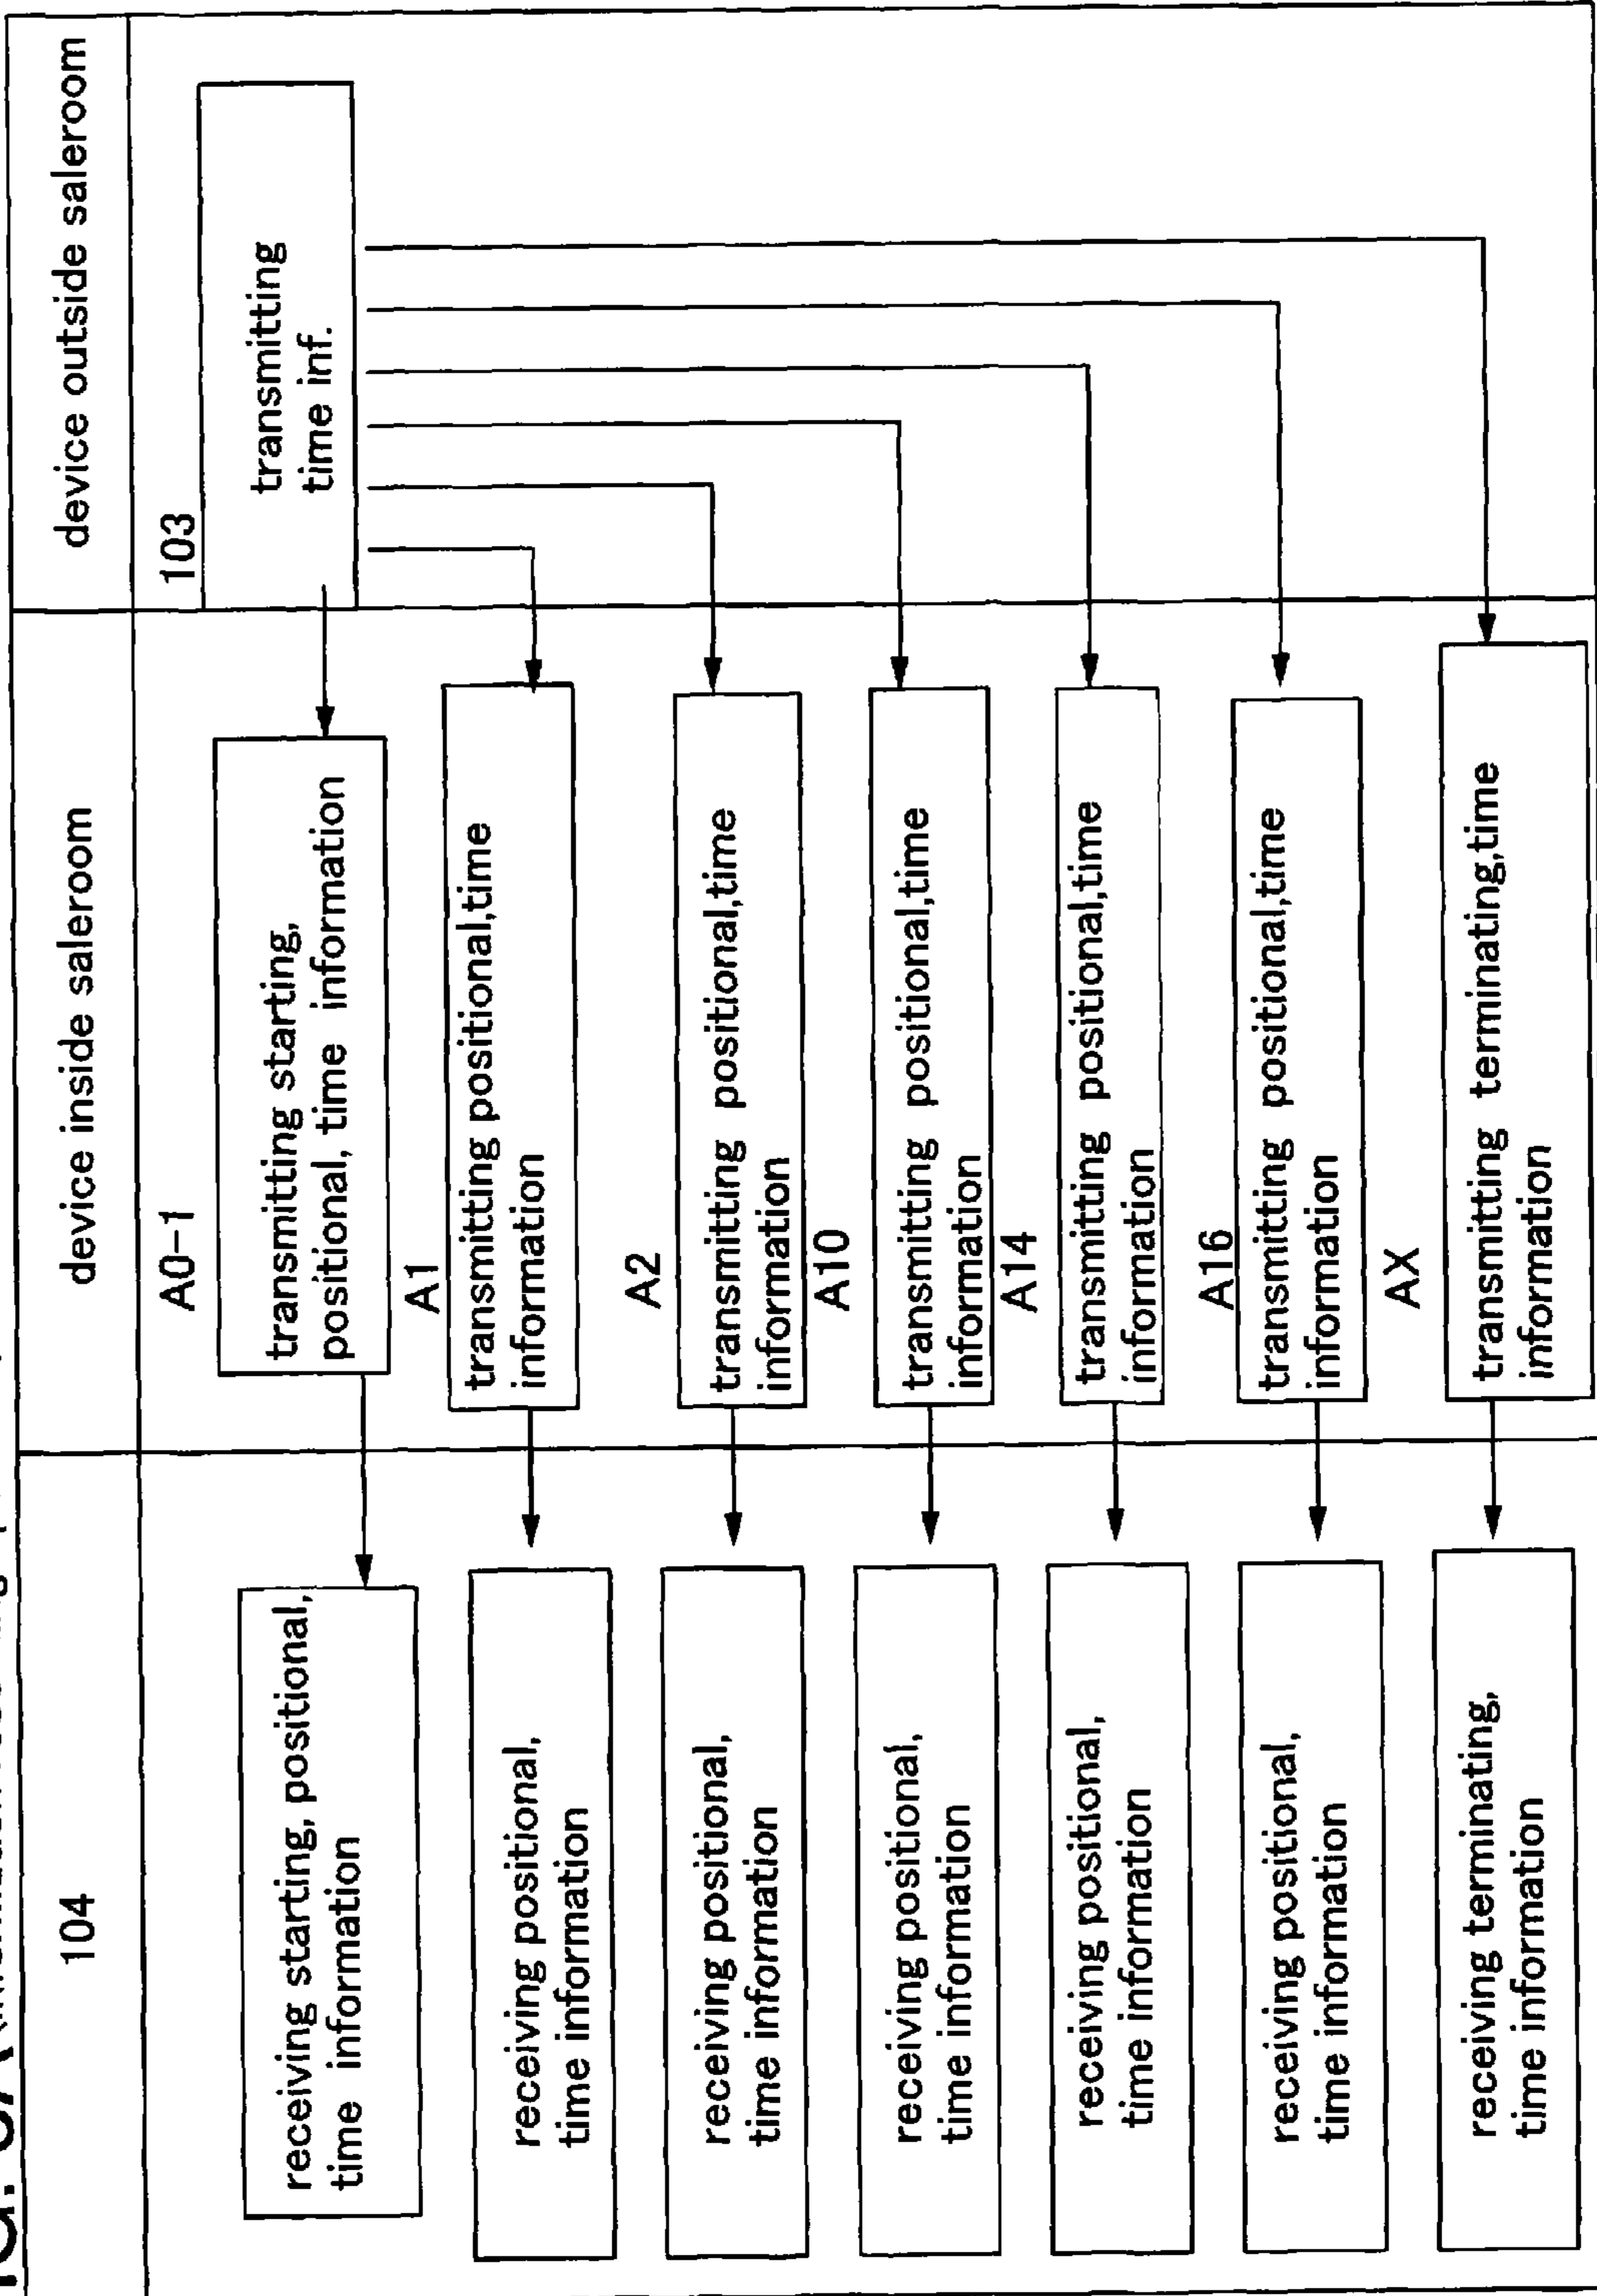 104
device inside saleroom
device outside saleroom
103
transmitting
time inf.
A0-1
transmitting starting,
positional, time information
receiving starting, positional,
time information
A1
transmitting positional,time
information
receiving positional,
time information
A2
transmitting positional,time
information
receiving positional,
time information
A10
transmitting positional,time
information
receiving positional,
time information
A14
transmitting positional,time
information
receiving positional,
time information
A16
transmitting positional,time
information
receiving positional,
time information
AX
transmitting terminating,time
information
receiving terminating,
time information